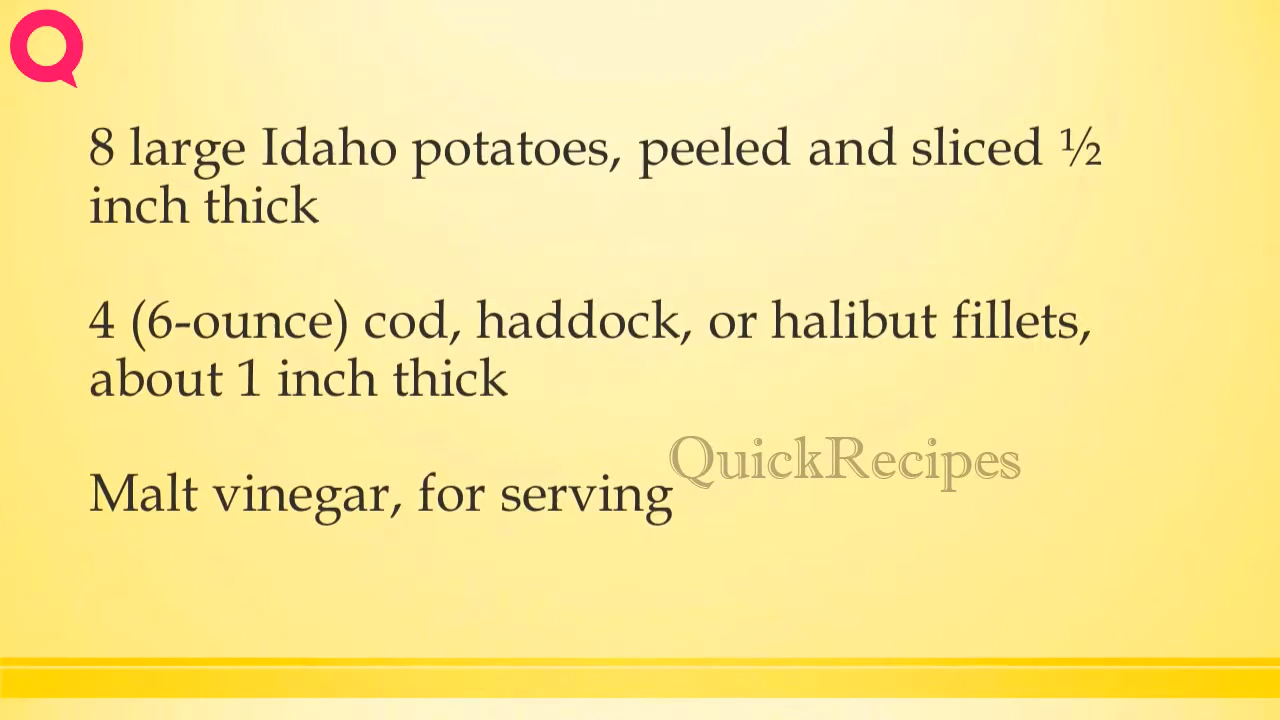 8 large Idaho potatoes, peeled and sliced ½
inch thick
4 (6-ounce) cod, haddock, or halibut fillets,
about 1 inch thick
QuickRecipes
Malt vinegar, for serving